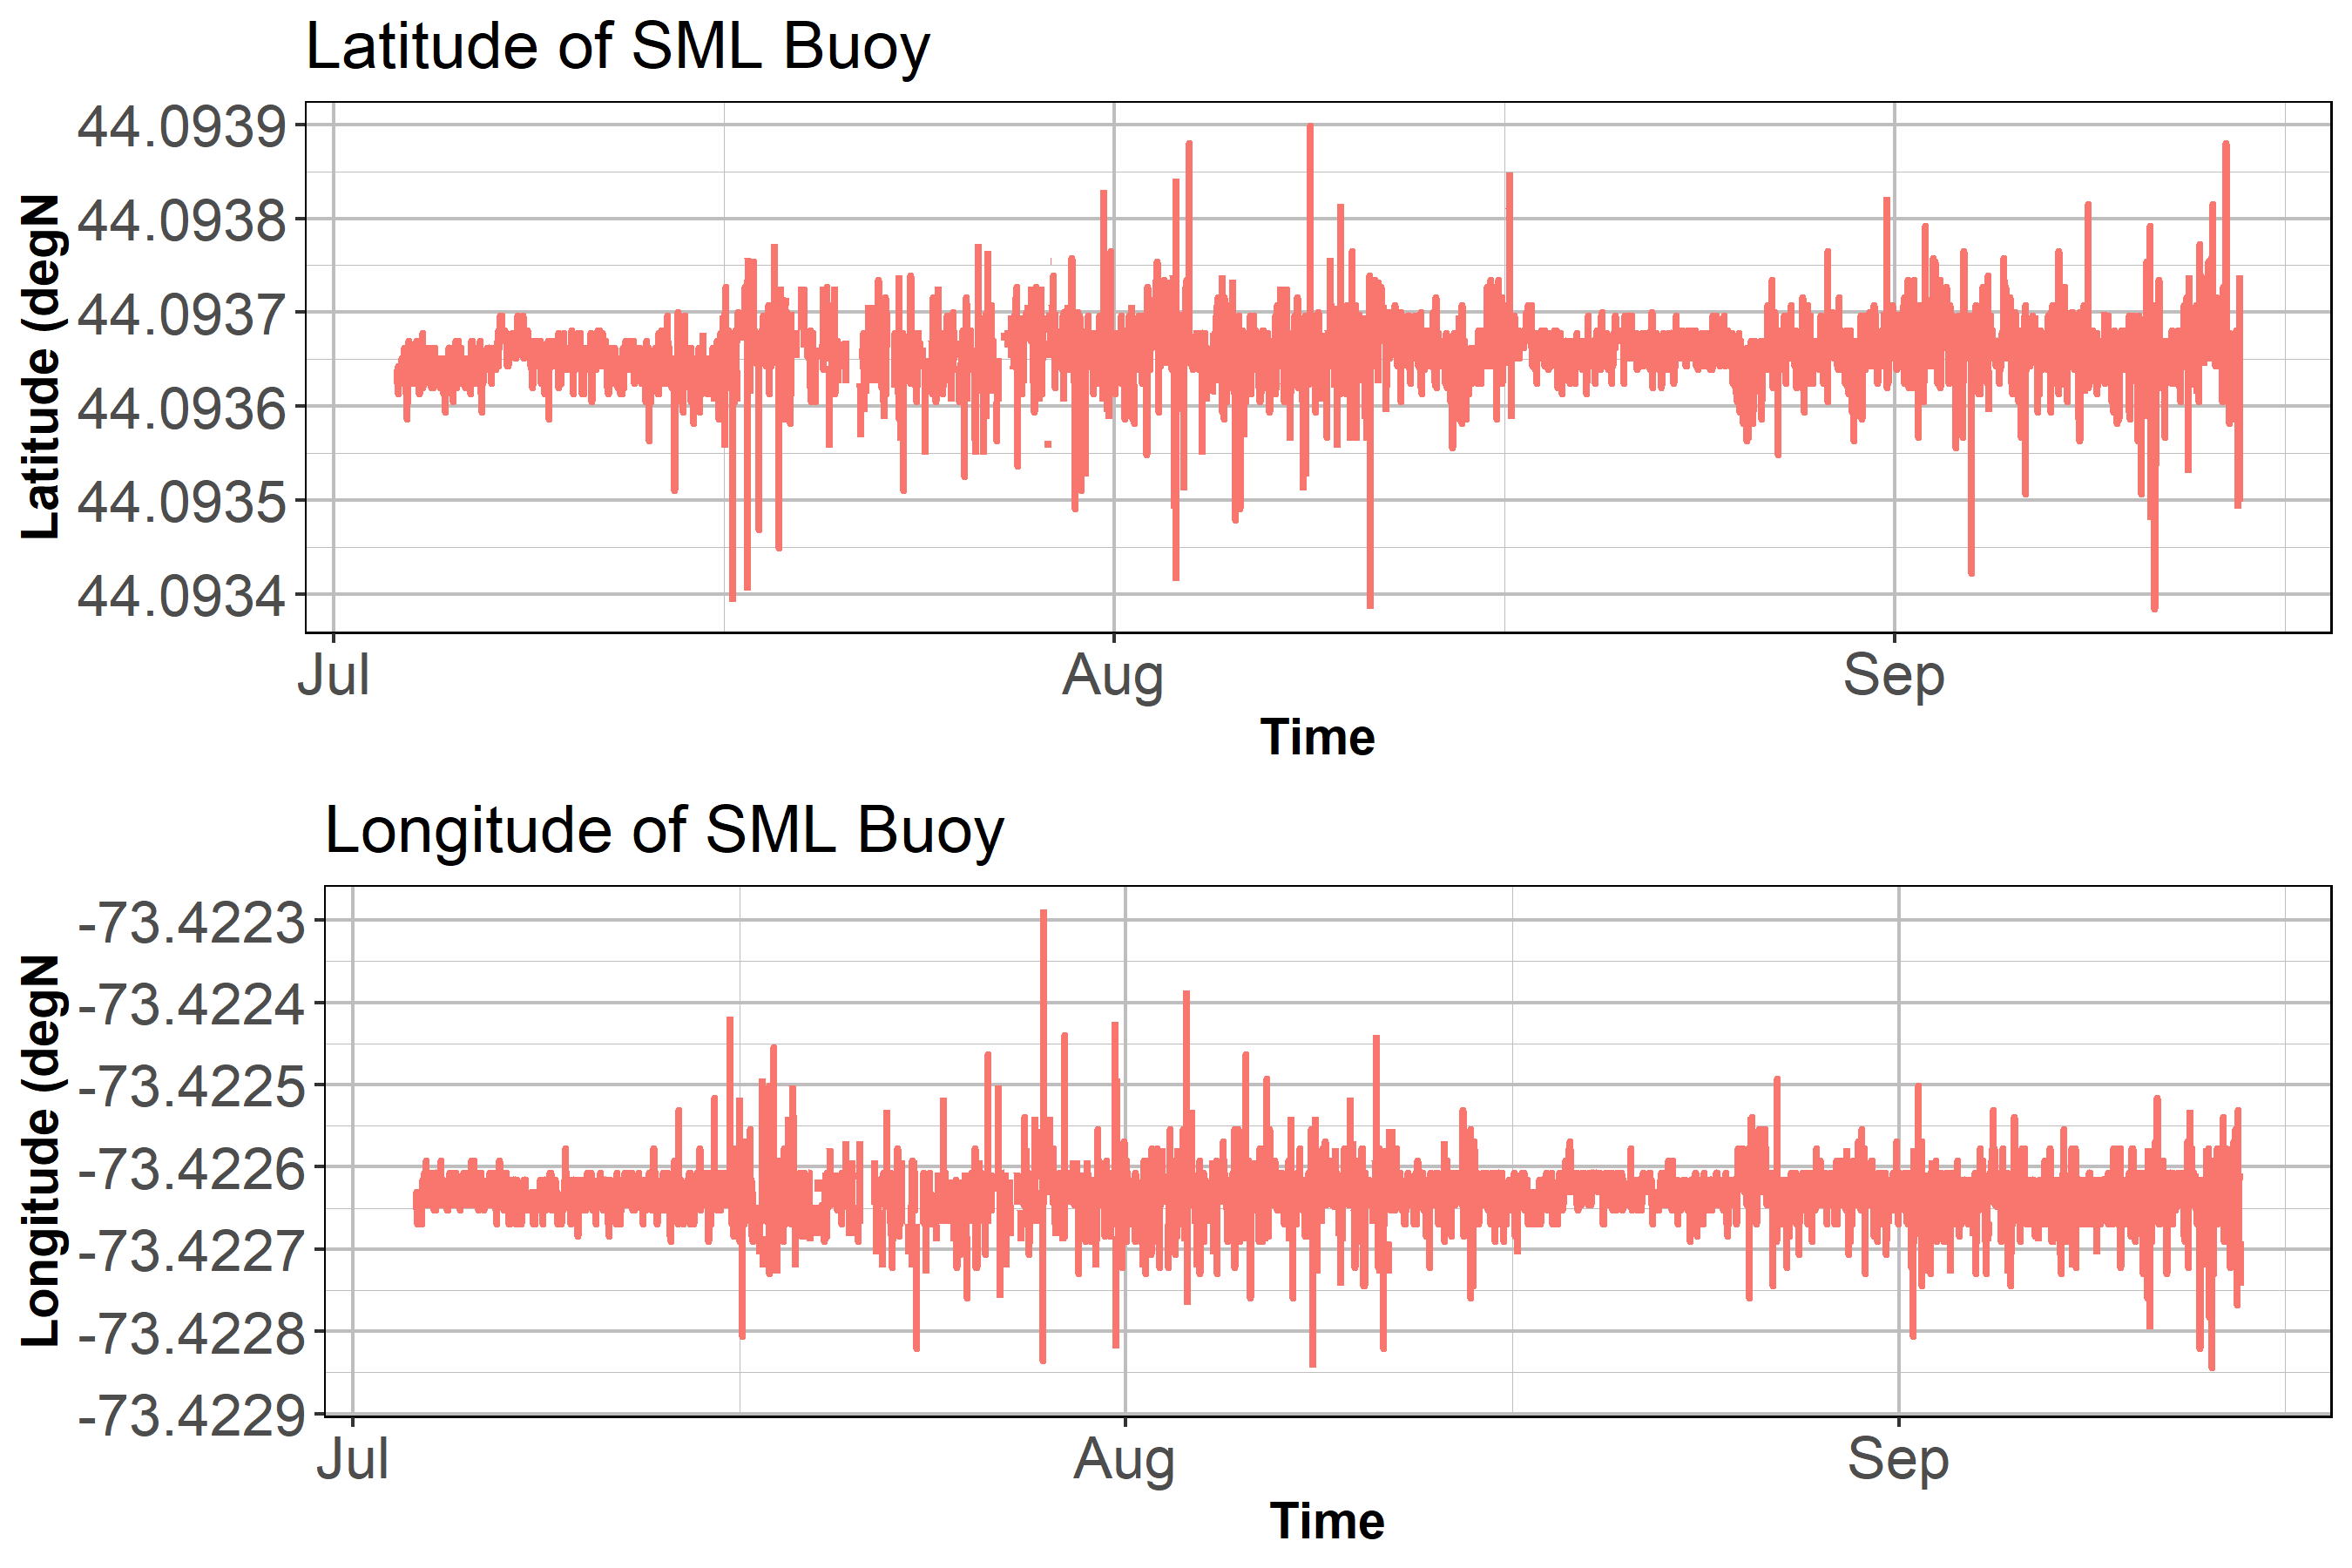 Latitude of SML Buoy
44.0939
44.0938
44.0937
44.0936
44.0935
44.0934
Latitude (degN
Jul Aug Sep
Time
Longitude of SML Buoy
-73.4223
-73.4224
-73.4225
-73.4226
-73.4227
-73.4228
-73.4229
Longitude (degN
Jul Aug Sep
Time